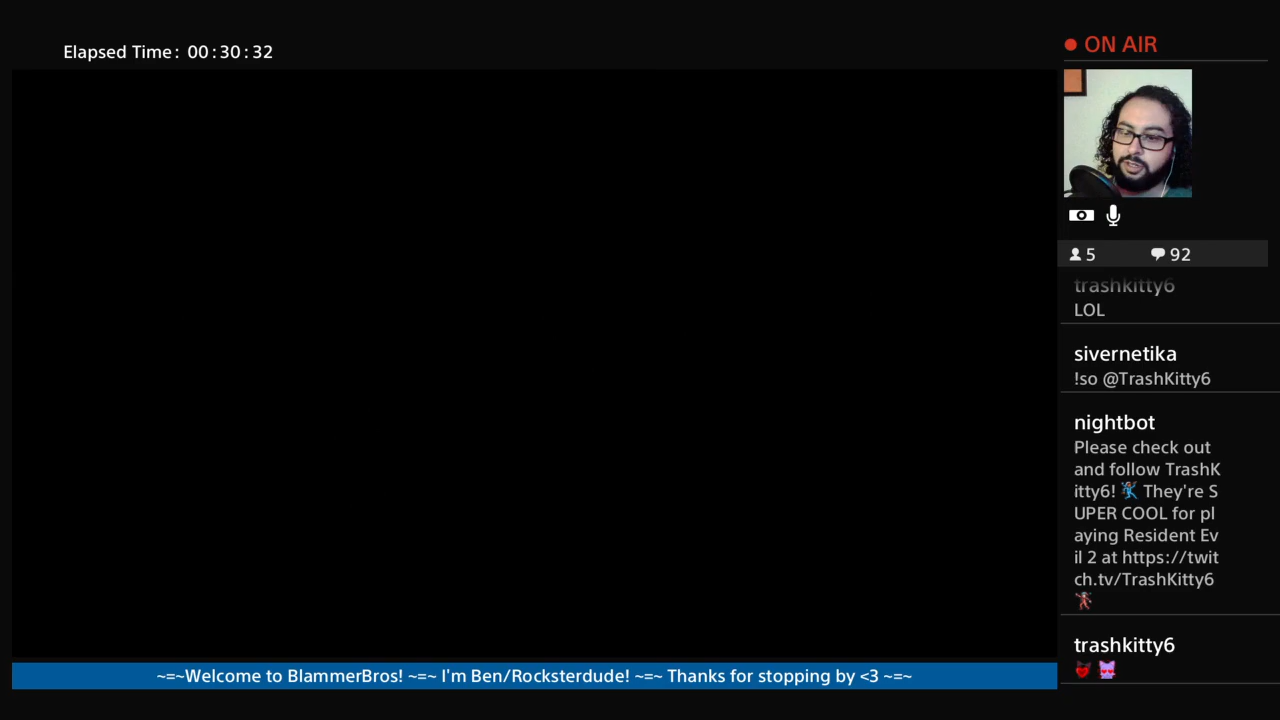 Elapsed Time: 00:30:32
ON AIR
5 92
trashkitty6
LOL
sivernetika
!so @TrashKitty6
nightbot
Please check out
and follow TrashK
itty6! They're S
UPER COOL for pl
aying Resident Ev
il 2 at https://twit
ch.tv/TrashKitty6
trashkitty6
~=~Welcome to BlammerBros! ~=~ I'm Ben/Rocksterdude! ~=~ Thanks for stopping by <3 ~=~